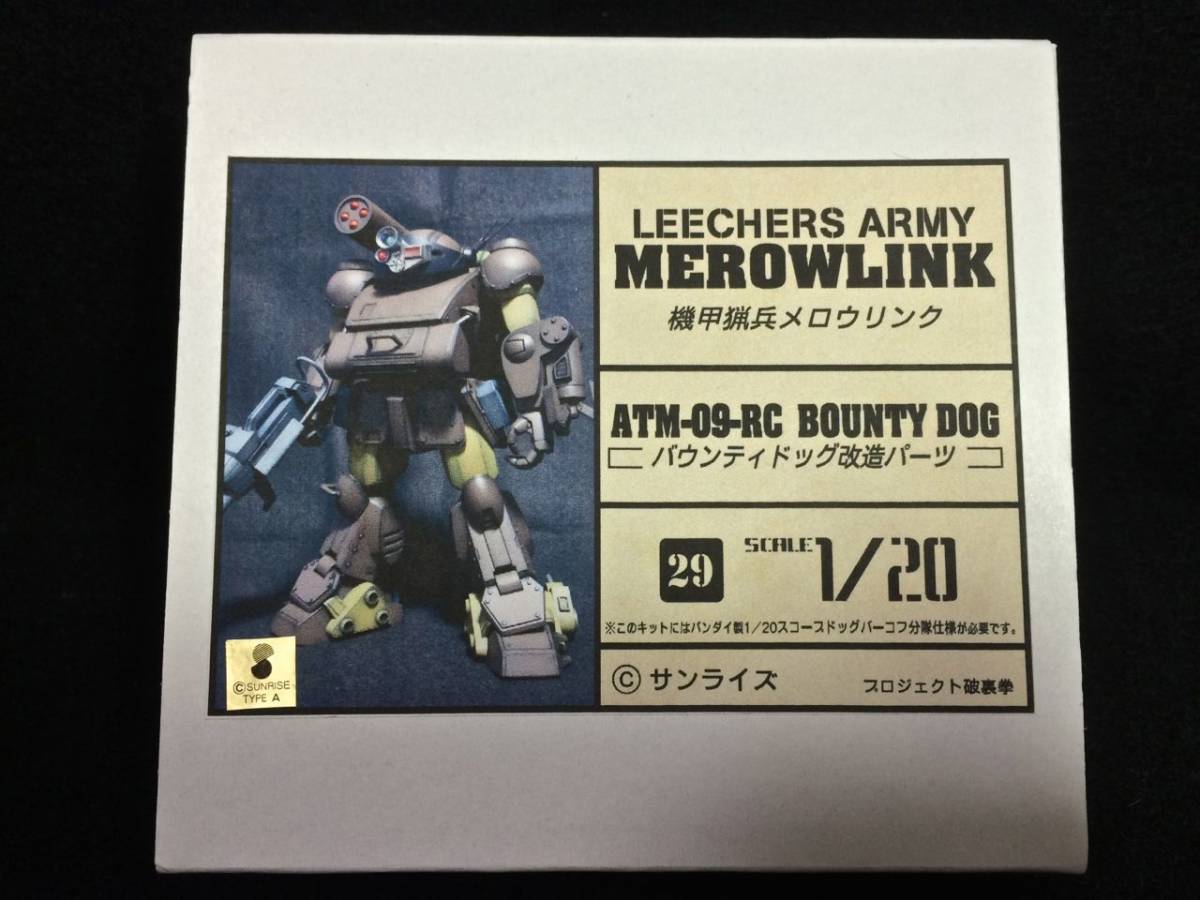 LEECHERS ARMY
MEROWLINK
機甲猟兵メロウリンク
ATM-09-RC BOUNTY DOG
バウンティドッグ改造パーツ
29
SCALE 1/20
※このキットにはバンダイ製1/20スコープドッグバーコフ分隊仕様が必要です。
©サンライズ
プロジェクト破裏拳
©SUNRISE
TYPE A